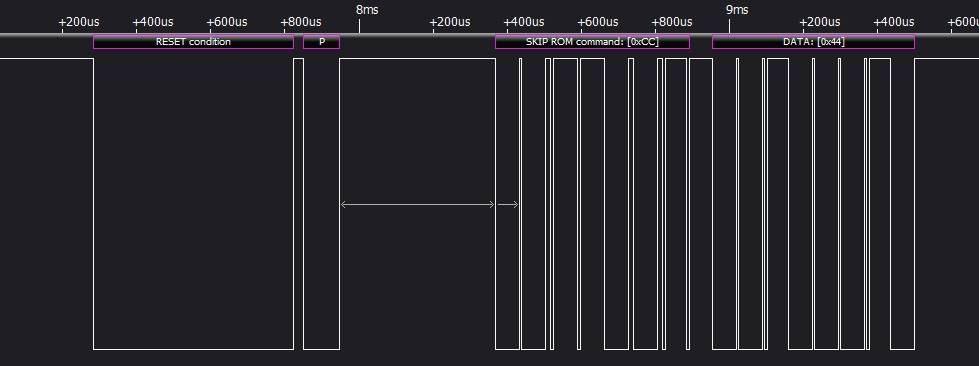 8ms 9ms
+200us +400us +600us +800us +200us +400us +600us +800us +200us +400us +600u
RESET condition P SKIP ROM command: [0xCC] DATA: [0x44]